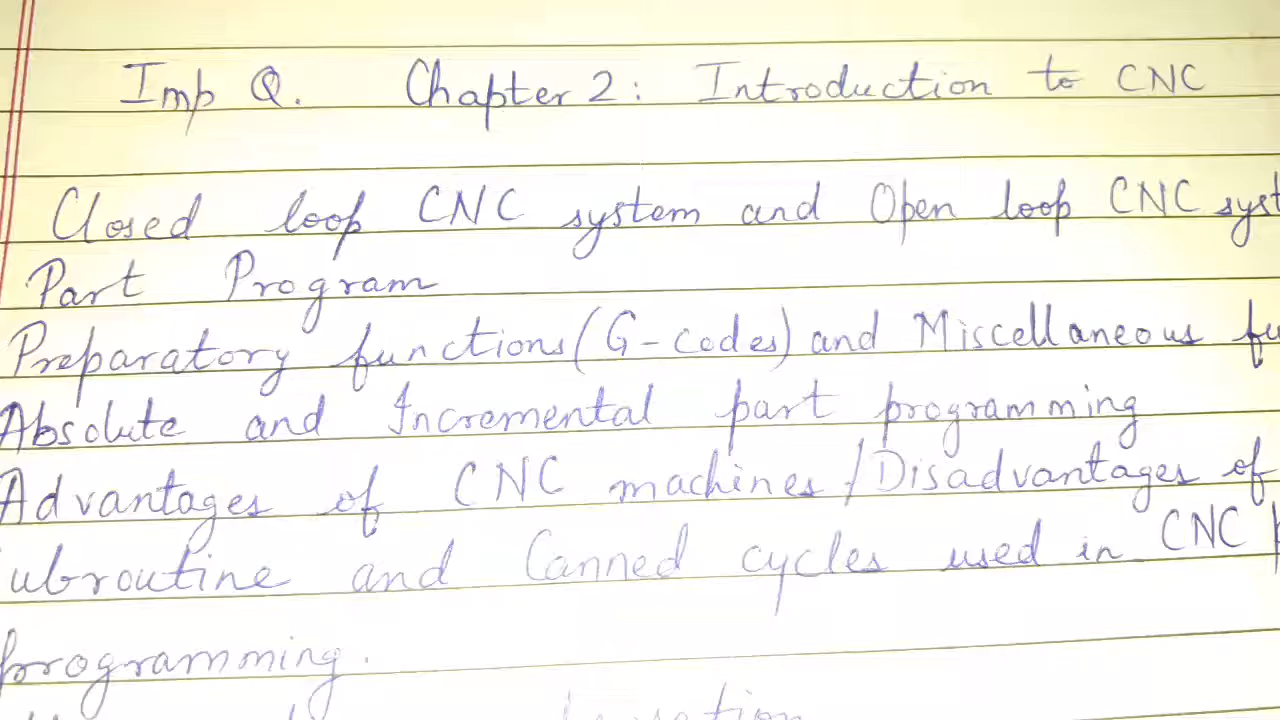 Imp Q. Chapter 2: Introduction to CNC
Closed loop CNC system and Open loop CNC syst
Part Program
Preparatory functions (G-codes) and Miscellaneous fu
Absolute and Incremental part programming
Advantages of CNC machines / Disadvantages of
ubroutine and Canned cycles used in CNC
programming.